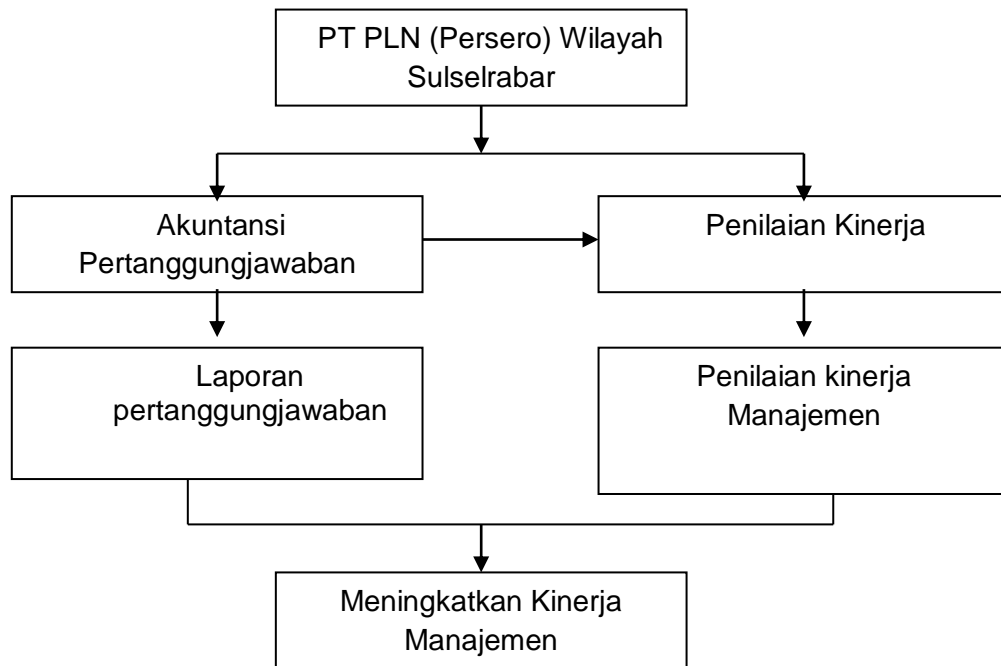 PT PLN (Persero) Wilayah
Sulselrabar
Akuntansi
Pertanggungjawaban
Penilaian Kinerja
Laporan
pertanggungjawaban
Penilaian kinerja
Manajemen
Meningkatkan Kinerja
Manajemen